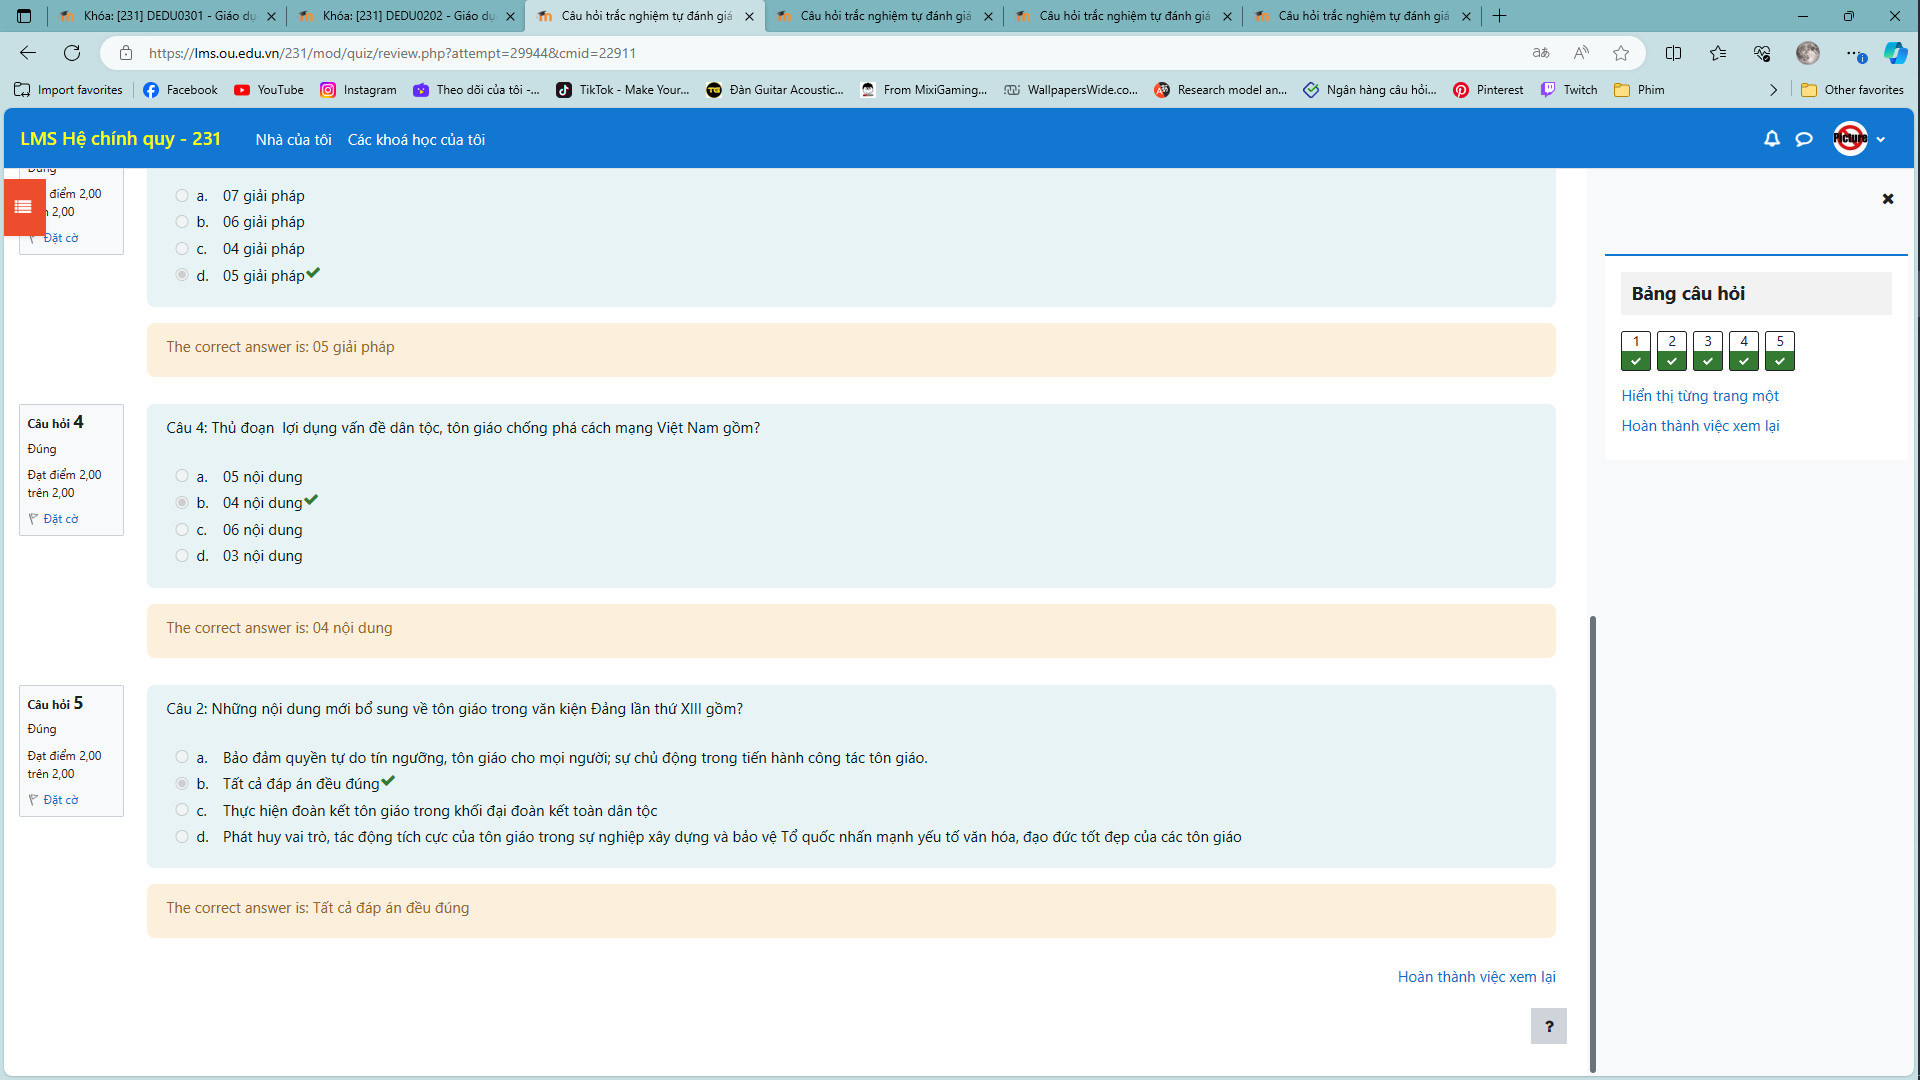 Khóa: [231] DEDU0301 - Giáo dụ
Khóa: [231] DEDU0202 - Giáo dụ
Câu hỏi trắc nghiệm tự đánh giá
Câu hỏi trắc nghiệm tự đánh giá
Câu hỏi trắc nghiệm tự đánh giá
Câu hỏi trắc nghiệm tự đánh giá
https://lms.ou.edu.vn/231/mod/quiz/review.php?attempt=29944&cmid=22911
Import favorites
Facebook
YouTube
Instagram
Theo dõi của tôi -...
TikTok - Make Your...
Đàn Guitar Acoustic...
From MixiGaming...
WallpapersWide.co...
Research model an...
Ngân hàng câu hỏi...
Pinterest
Twitch
Phim
Other favorites
LMS Hệ chính quy - 231
Nhà của tôi
Các khoá học của tôi
Picture
Đúng
điểm 2,00
2,00
Đặt cờ
a. 07 giải pháp
b. 06 giải pháp
c. 04 giải pháp
d. 05 giải pháp
The correct answer is: 05 giải pháp
Câu hỏi 4
Đúng
Đạt điểm 2,00
trên 2,00
Đặt cờ
Câu 4: Thủ đoạn lợi dụng vấn đề dân tộc, tôn giáo chống phá cách mạng Việt Nam gồm?
a. 05 nội dung
b. 04 nội dung
c. 06 nội dung
d. 03 nội dung
The correct answer is: 04 nội dung
Câu hỏi 5
Đúng
Đạt điểm 2,00
trên 2,00
Đặt cờ
Câu 2: Những nội dung mới bổ sung về tôn giáo trong văn kiện Đảng lần thứ XIII gồm?
a. Bảo đảm quyền tự do tín ngưỡng, tôn giáo cho mọi người; sự chủ động trong tiến hành công tác tôn giáo.
b. Tất cả đáp án đều đúng
c. Thực hiện đoàn kết tôn giáo trong khối đại đoàn kết toàn dân tộc
d. Phát huy vai trò, tác động tích cực của tôn giáo trong sự nghiệp xây dựng và bảo vệ Tổ quốc nhấn mạnh yếu tố văn hóa, đạo đức tốt đẹp của các tôn giáo
The correct answer is: Tất cả đáp án đều đúng
Hoàn thành việc xem lại
?
Bảng câu hỏi
1 2 3 4 5
Hiển thị từng trang một
Hoàn thành việc xem lại